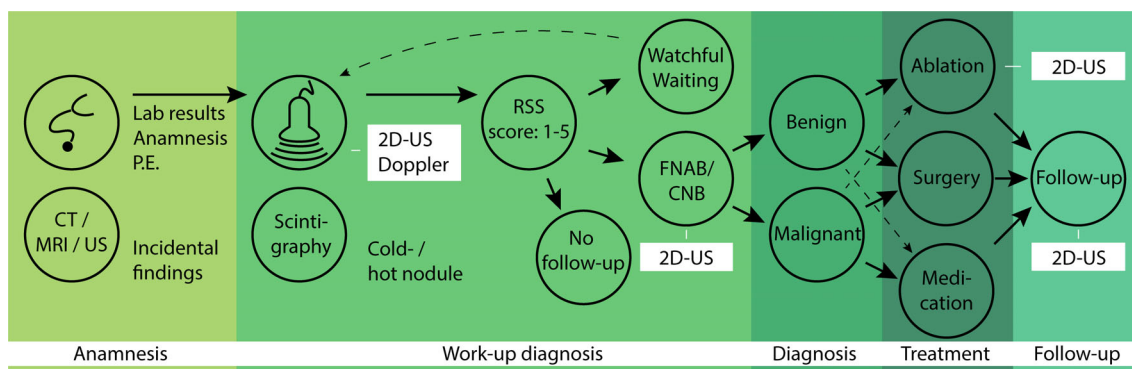 Lab results
Anamnesis
P.E.
CT /
MRI / US
Incidental
findings
2D-US
Doppler
Scinti-
graphy
Cold- /
hot nodule
RSS
score: 1-5
Watchful
Waiting
FNAB/
CNB
2D-US
No
follow-up
Benign
Malignant
Ablation
2D-US
Surgery
Medi-
cation
Follow-up
2D-US
Anamnesis
Work-up diagnosis
Diagnosis
Treatment
Follow-up